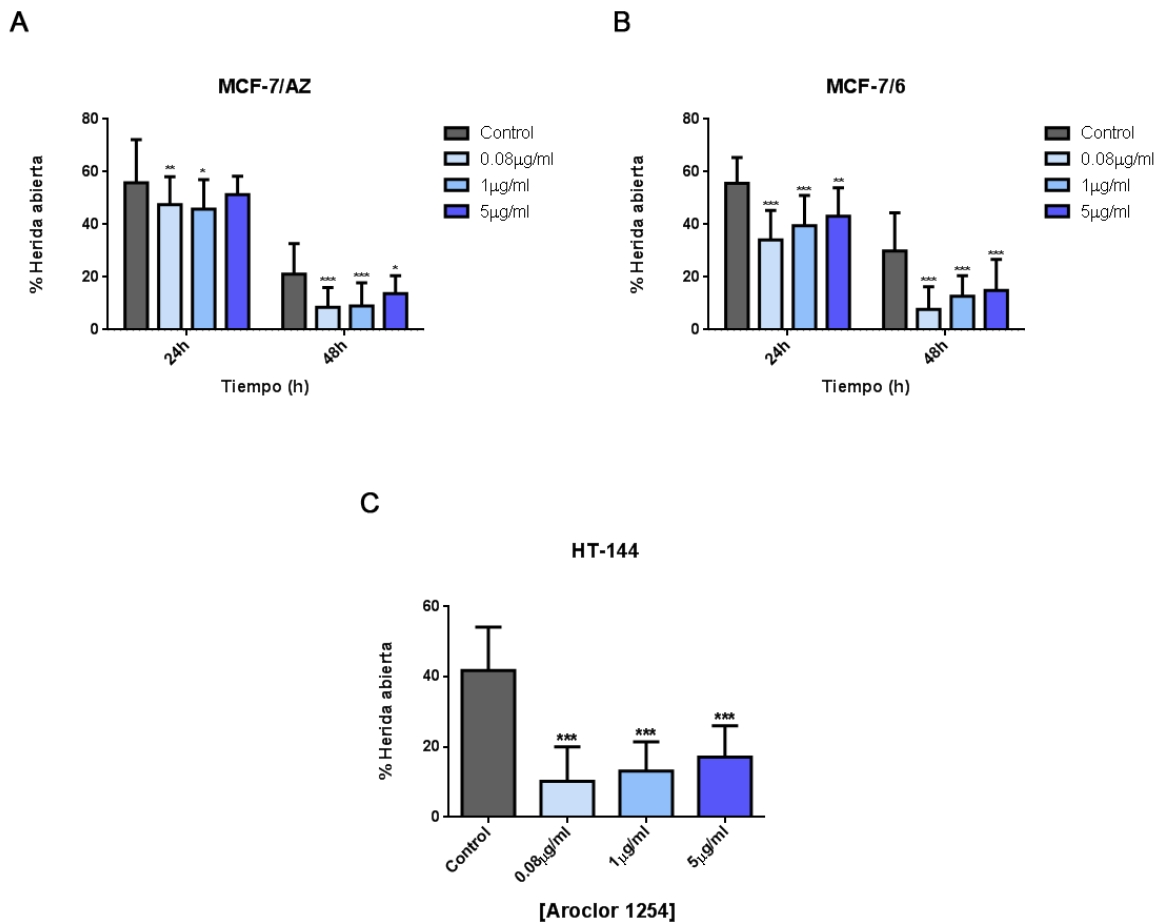 A
MCF-7/AZ
80
60
40
20
0
% Herida abierta
**
*
***
***
*
24h
48h
Tiempo (h)
Control
0.08µg/ml
1µg/ml
5µg/ml
B
MCF-7/6
80
60
40
20
0
% Herida abierta
***
***
**
***
***
***
24h
48h
Tiempo (h)
Control
0.08µg/ml
1µg/ml
5µg/ml
C
HT-144
60
40
20
0
% Herida abierta
***
***
***
Control
0.08µg/ml
1µg/ml
5µg/ml
[Aroclor 1254]